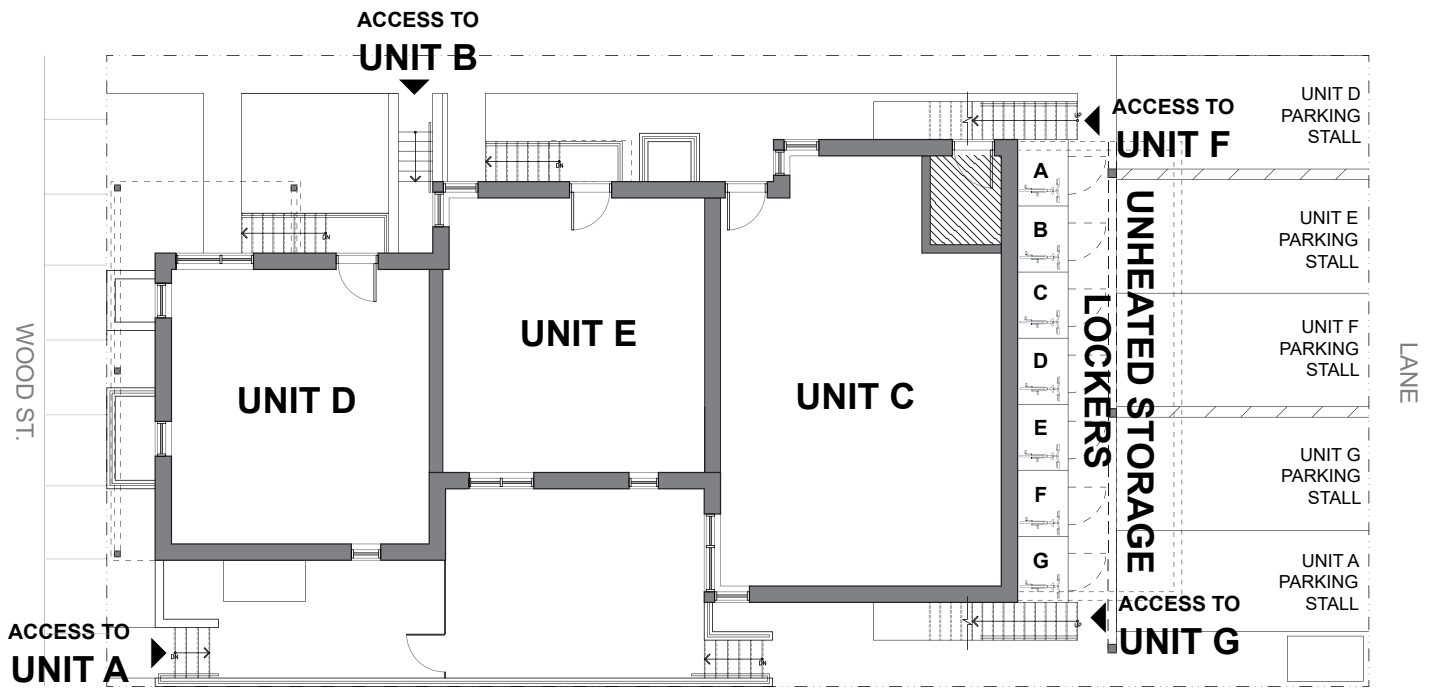 ACCESS TO
UNIT B
ACCESS TO
UNIT F
UNIT D
PARKING
STALL
UNIT E
PARKING
STALL
UNIT F
PARKING
STALL
UNIT G
PARKING
STALL
UNIT A
PARKING
STALL
LANE
WOOD ST.
UNIT D
UNIT E
UNIT C
A
B
C
D
E
F
G
UNHEATED STORAGE
LOCKERS
ACCESS TO
UNIT A
ACCESS TO
UNIT G
DN
DN
DN
DN
DN
UP
UP